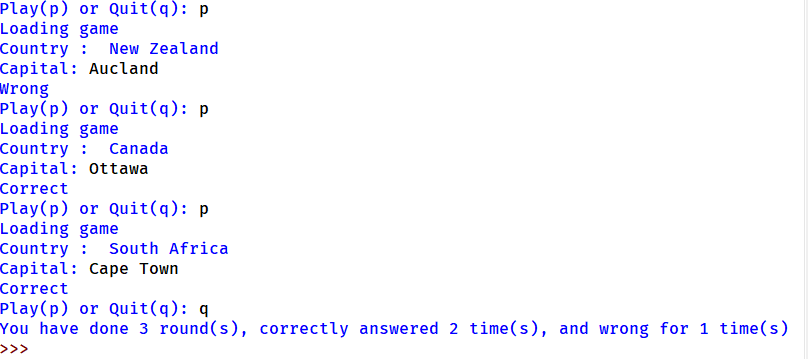 Play(p) or Quit(q): p
Loading game
Country :  New Zealand
Capital: Aucland
Wrong
Play(p) or Quit(q): p
Loading game
Country :  Canada
Capital: Ottawa
Correct
Play(p) or Quit(q): p
Loading game
Country :  South Africa
Capital: Cape Town
Correct
Play(p) or Quit(q): q
You have done 3 round(s), correctly answered 2 time(s), and wrong for 1 time(s)
>>>